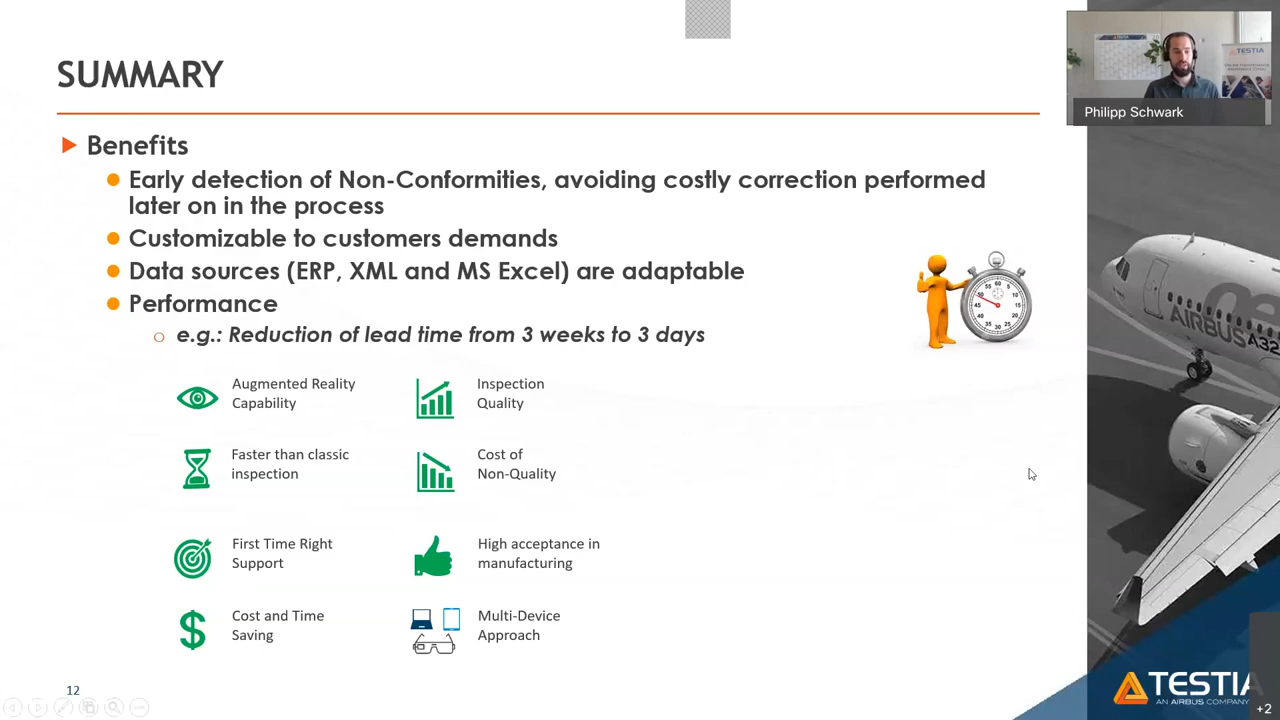 SUMMARY
Benefits
Early detection of Non-Conformities, avoiding costly correction performed
later on in the process
Customizable to customers demands
Data sources (ERP, XML and MS Excel) are adaptable
Performance
e.g.: Reduction of lead time from 3 weeks to 3 days
Augmented Reality
Capability
Inspection
Quality
Faster than classic
inspection
Cost of
Non-Quality
First Time Right
Support
High acceptance in
manufacturing
Cost and Time
Saving
Multi-Device
Approach
12
TESTIA
Philipp Schwark
AIRBUS A32
TESTIA
AN AIRBUS COMPANY
+2